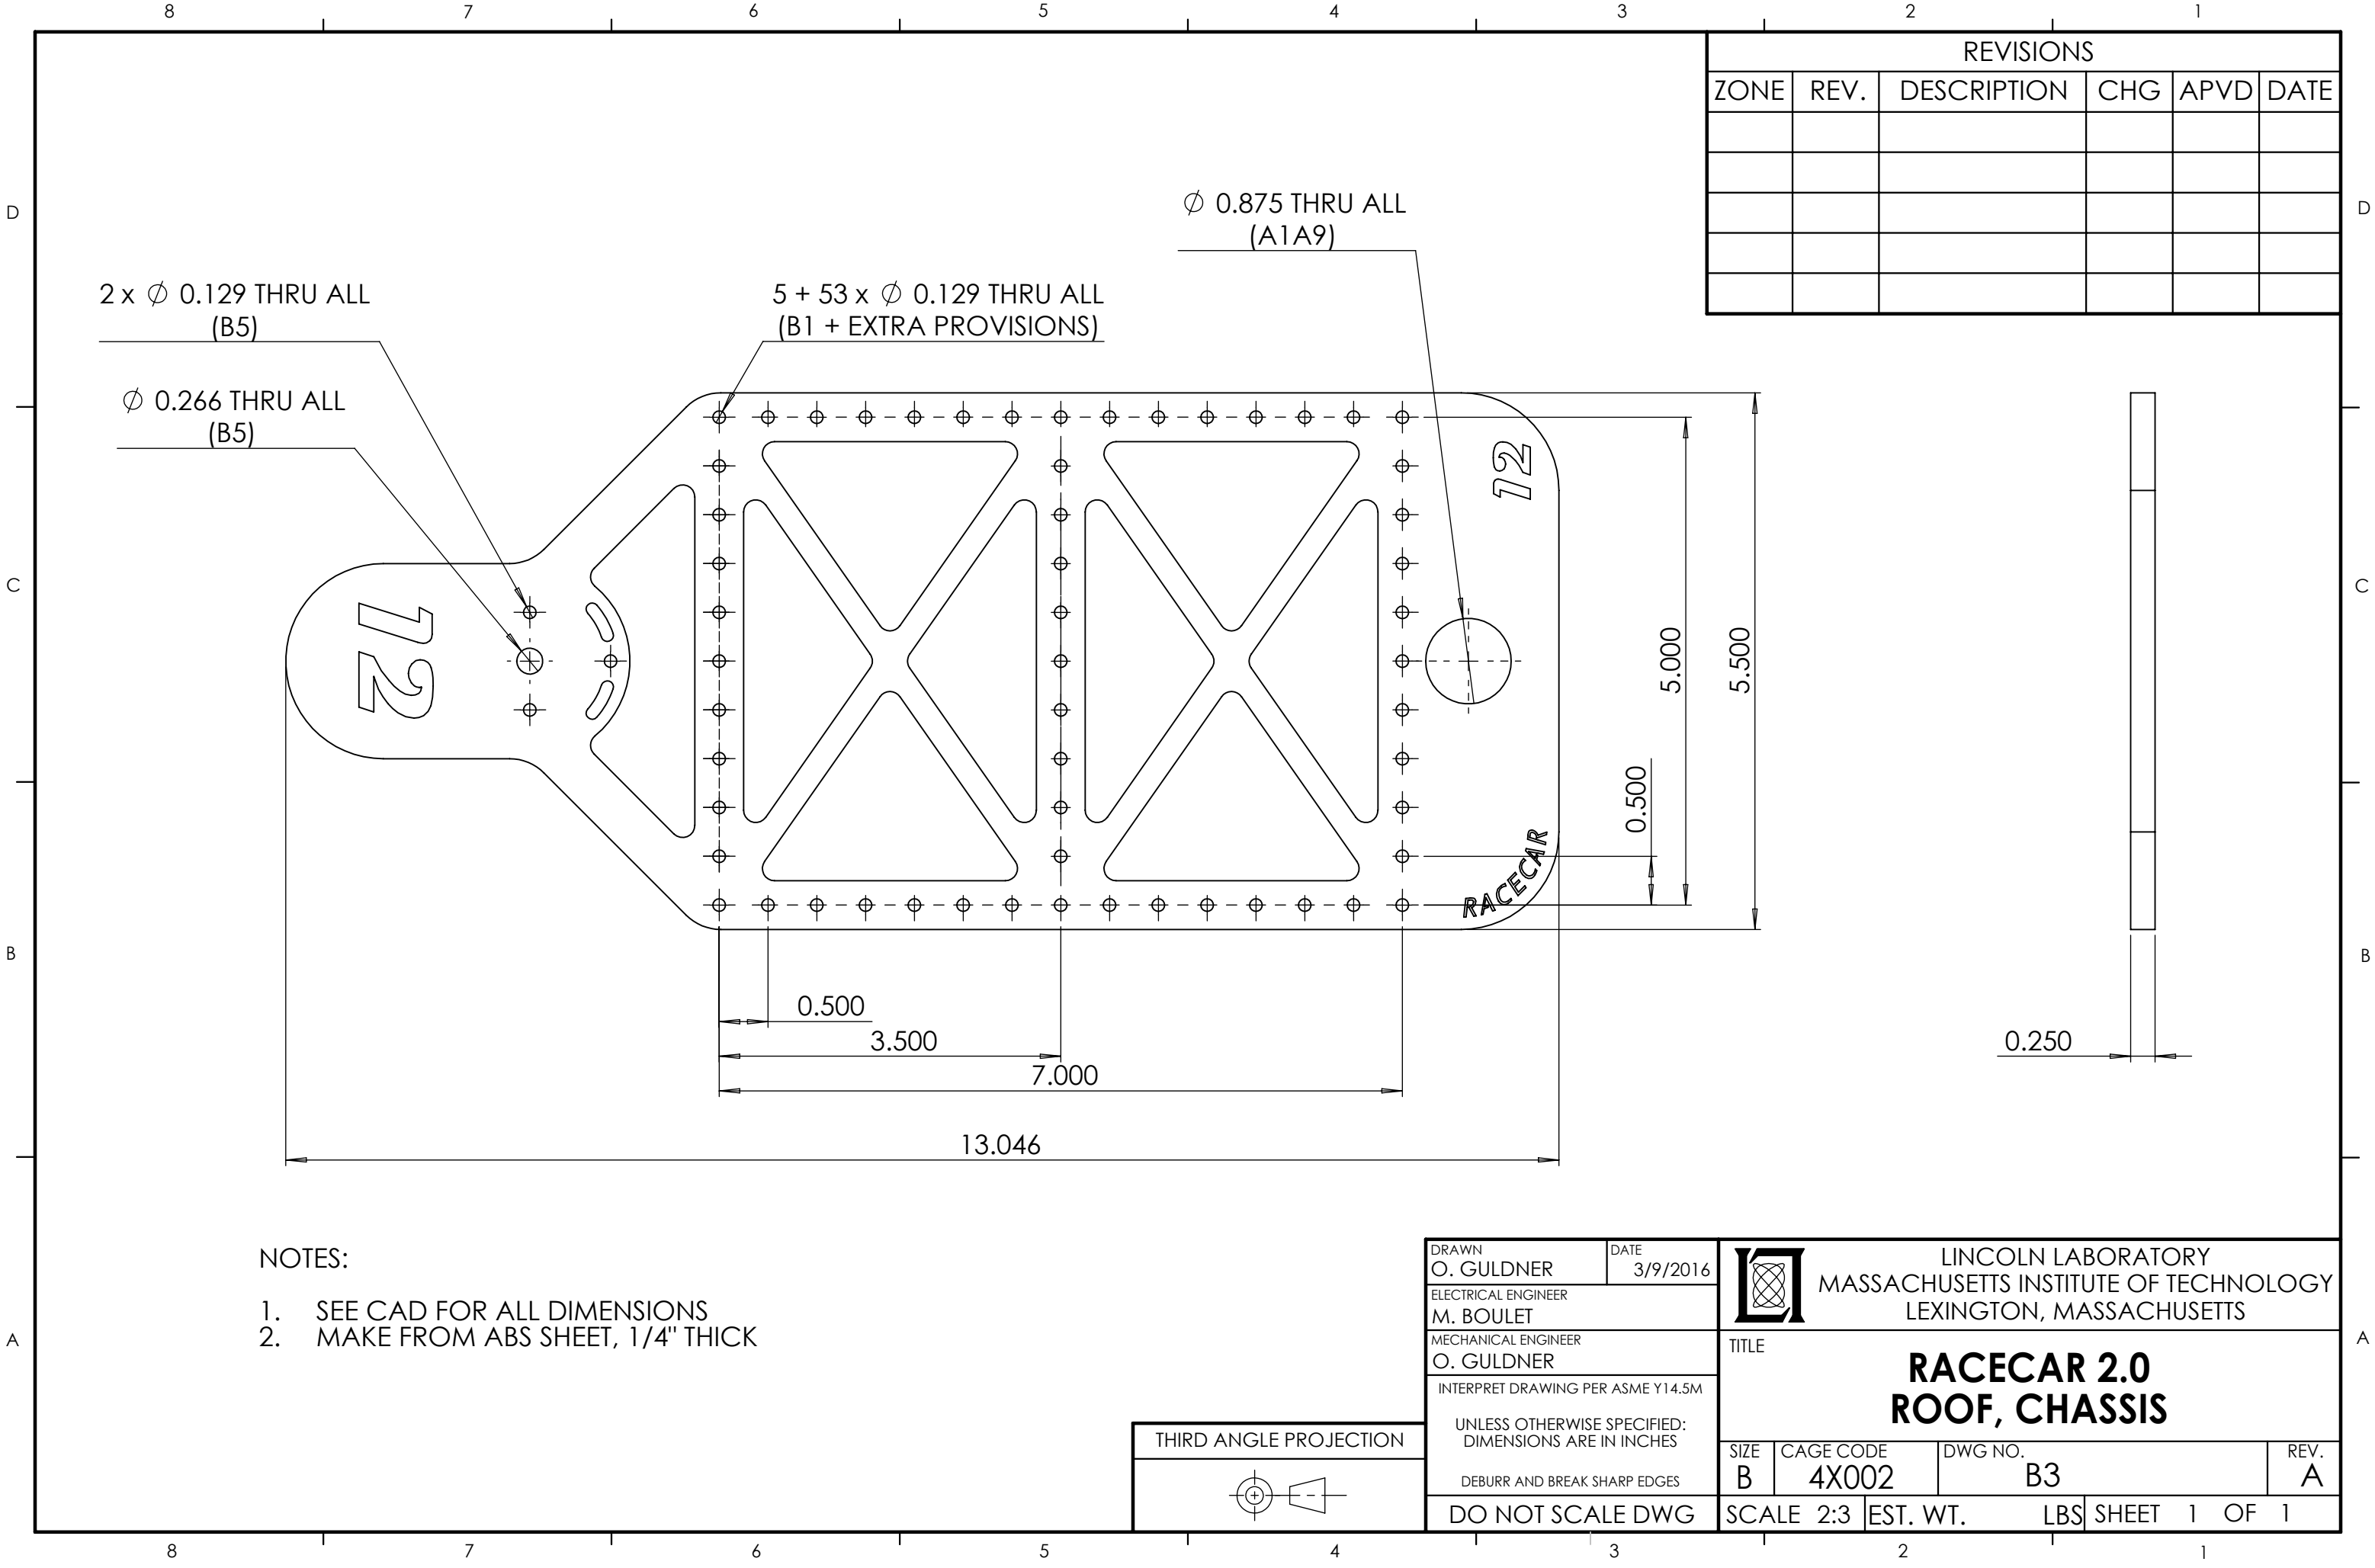 8 7 6 5 4 3 2 1
REVISIONS
ZONE REV. DESCRIPTION CHG APVD DATE
D D
Ø 0.875 THRU ALL
(A1A9)
2 x Ø 0.129 THRU ALL
(B5)
5 + 53 x Ø 0.129 THRU ALL
(B1 + EXTRA PROVISIONS)
Ø 0.266 THRU ALL
(B5)
12
C C
12
5.000
5.500
0.500
RACECAR
B B
0.500
3.500
7.000
13.046
0.250
NOTES:
1. SEE CAD FOR ALL DIMENSIONS
2. MAKE FROM ABS SHEET, 1/4" THICK
A A
DRAWN
O. GULDNER
DATE
3/9/2016
ELECTRICAL ENGINEER
M. BOULET
MECHANICAL ENGINEER
O. GULDNER
INTERPRET DRAWING PER ASME Y14.5M
UNLESS OTHERWISE SPECIFIED:
DIMENSIONS ARE IN INCHES
DEBURR AND BREAK SHARP EDGES
DO NOT SCALE DWG
THIRD ANGLE PROJECTION
LINCOLN LABORATORY
MASSACHUSETTS INSTITUTE OF TECHNOLOGY
LEXINGTON, MASSACHUSETTS
TITLE
RACECAR 2.0
ROOF, CHASSIS
SIZE
B
CAGE CODE
4X002
DWG NO.
B3
REV.
A
SCALE 2:3 EST. WT. LBS SHEET 1 OF 1
8 7 6 5 4 3 2 1